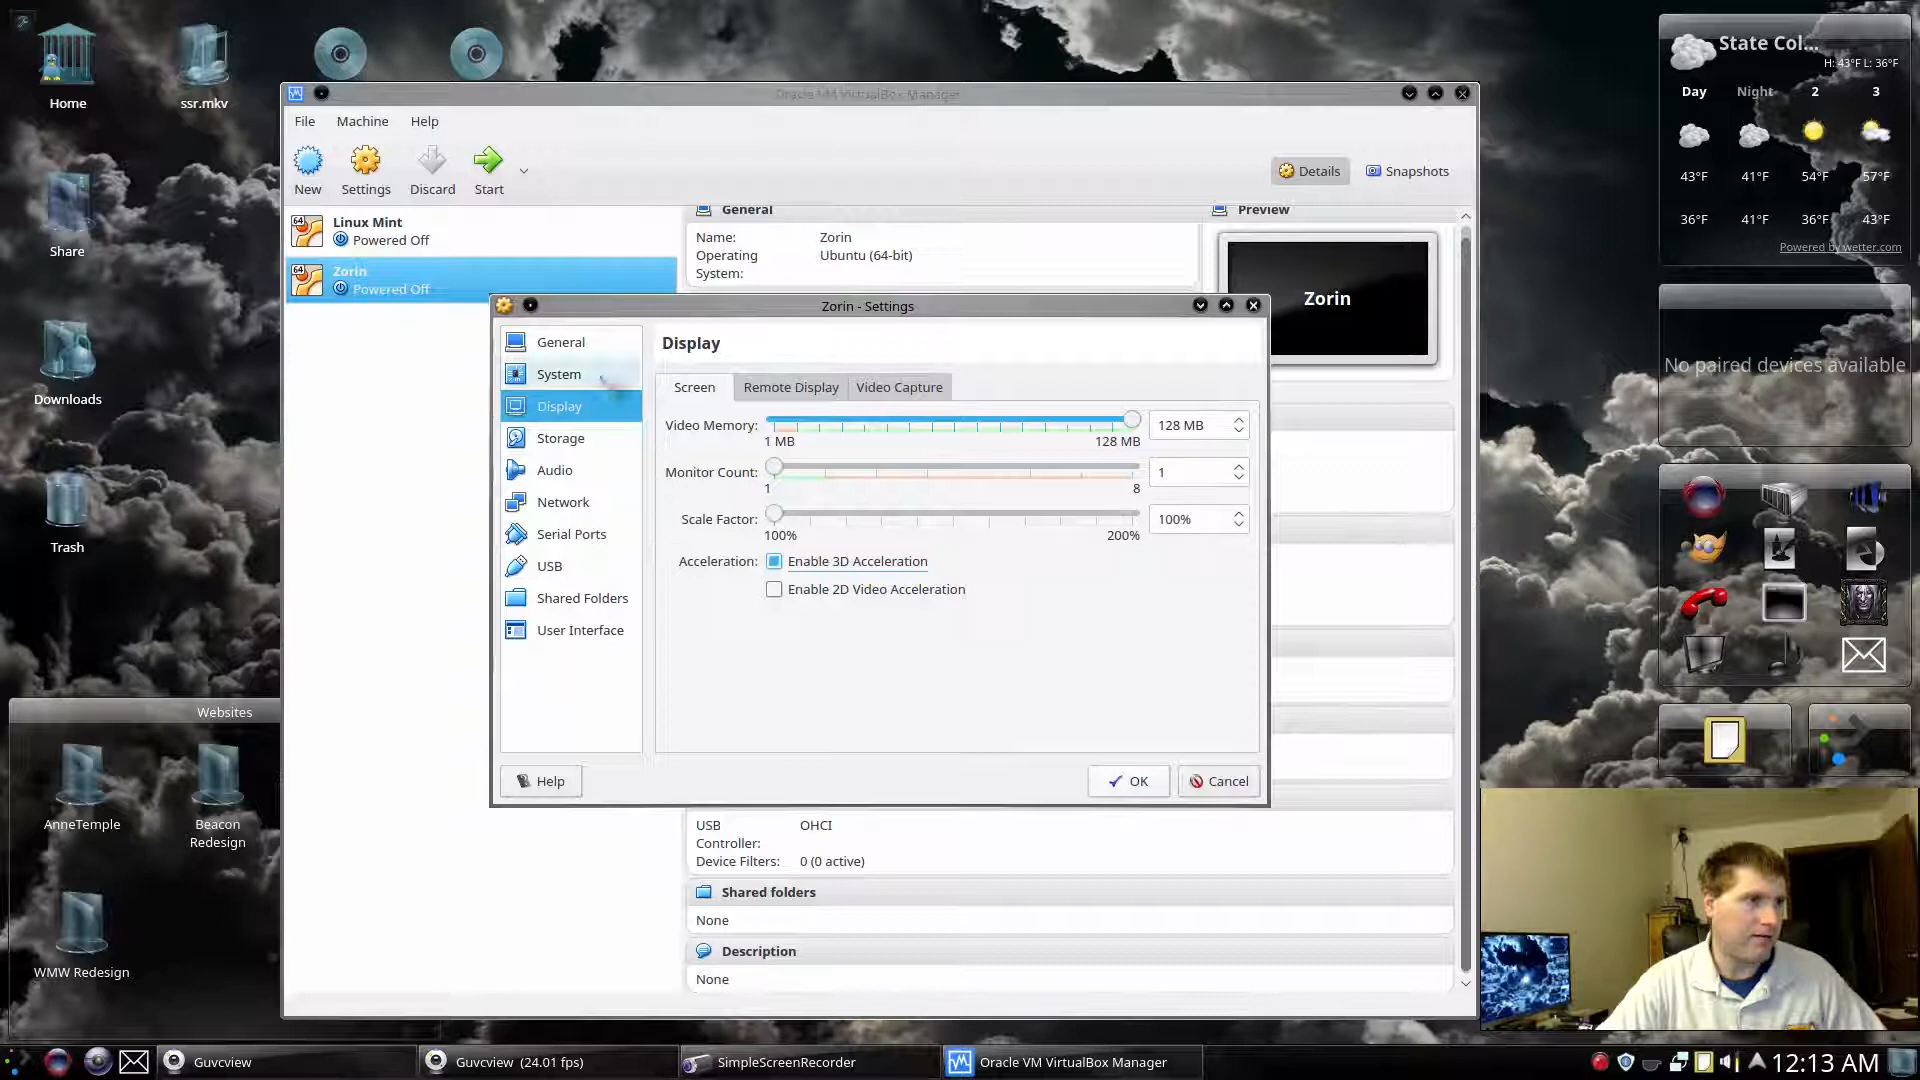 Home
ssr.mkv
Share
Downloads
Trash
Websites
AnneTemple
Beacon
Redesign
WMW Redesign
Oracle VM VirtualBox Manager
File
Machine
Help
New
Settings
Discard
Start
Details
Snapshots
64
Linux Mint
Powered Off
64
Zorin
Powered Off
General
Name: Zorin
Operating Ubuntu (64-bit)
System:
Preview
Zorin
Zorin - Settings
General
System
Display
Storage
Audio
Network
Serial Ports
USB
Shared Folders
User Interface
Display
Screen
Remote Display
Video Capture
Video Memory: 128 MB
1 MB 128 MB
Monitor Count: 1
1 8
Scale Factor: 100%
100% 200%
Acceleration: Enable 3D Acceleration
Enable 2D Video Acceleration
Help
OK
Cancel
USB OHCI
Controller:
Device Filters: 0 (0 active)
Shared folders
None
Description
None
State Col...
H: 43°F L: 36°F
Day Night 2 3
43°F 41°F 54°F 57°F
36°F 41°F 36°F 43°F
Powered by wetter.com
No paired devices available
Guvcview
Guvcview (24.01 fps)
SimpleScreenRecorder
Oracle VM VirtualBox Manager
12:13 AM